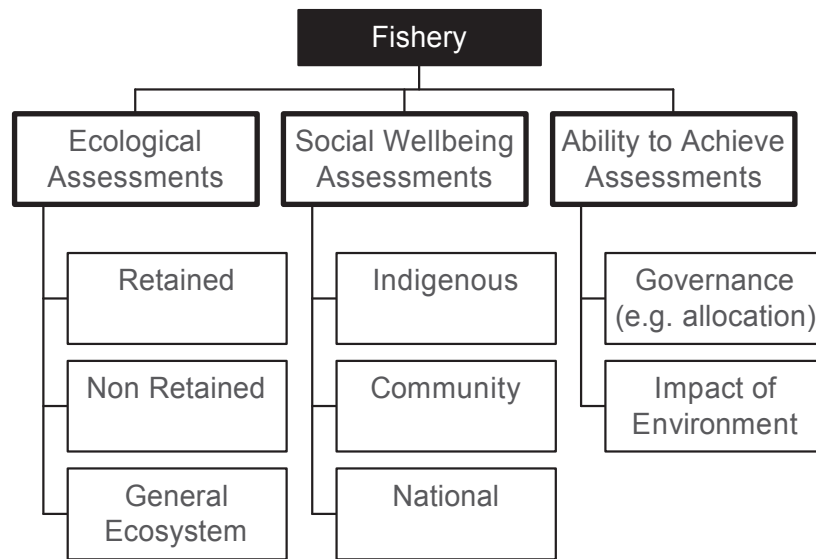 Fishery
Ecological
Assessments
Social Wellbeing
Assessments
Ability to Achieve
Assessments
Retained
Non Retained
General
Ecosystem
Indigenous
Community
National
Governance
(e.g. allocation)
Impact of
Environment